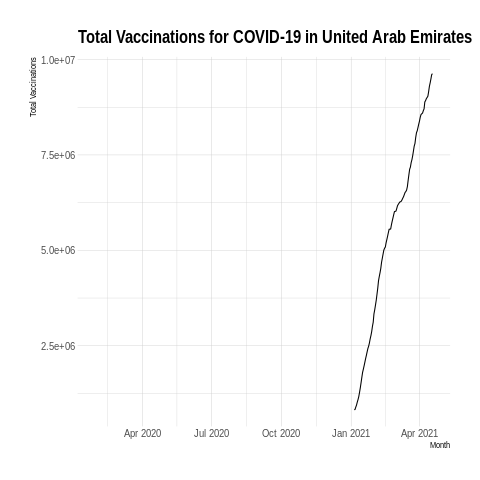 Total Vaccinations for COVID-19 in United Arab Emirates
Total Vaccinations
1.0e+07
7.5e+06
5.0e+06
2.5e+06
Apr 2020 Jul 2020 Oct 2020 Jan 2021 Apr 2021
Month